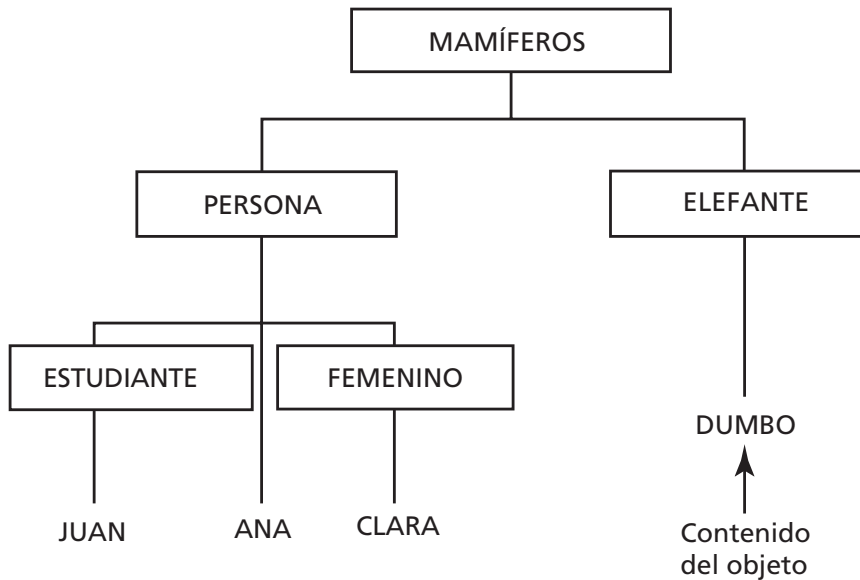 MAMÍFEROS
PERSONA
ELEFANTE
ESTUDIANTE
FEMENINO
DUMBO
JUAN
ANA
CLARA
Contenido
del objeto